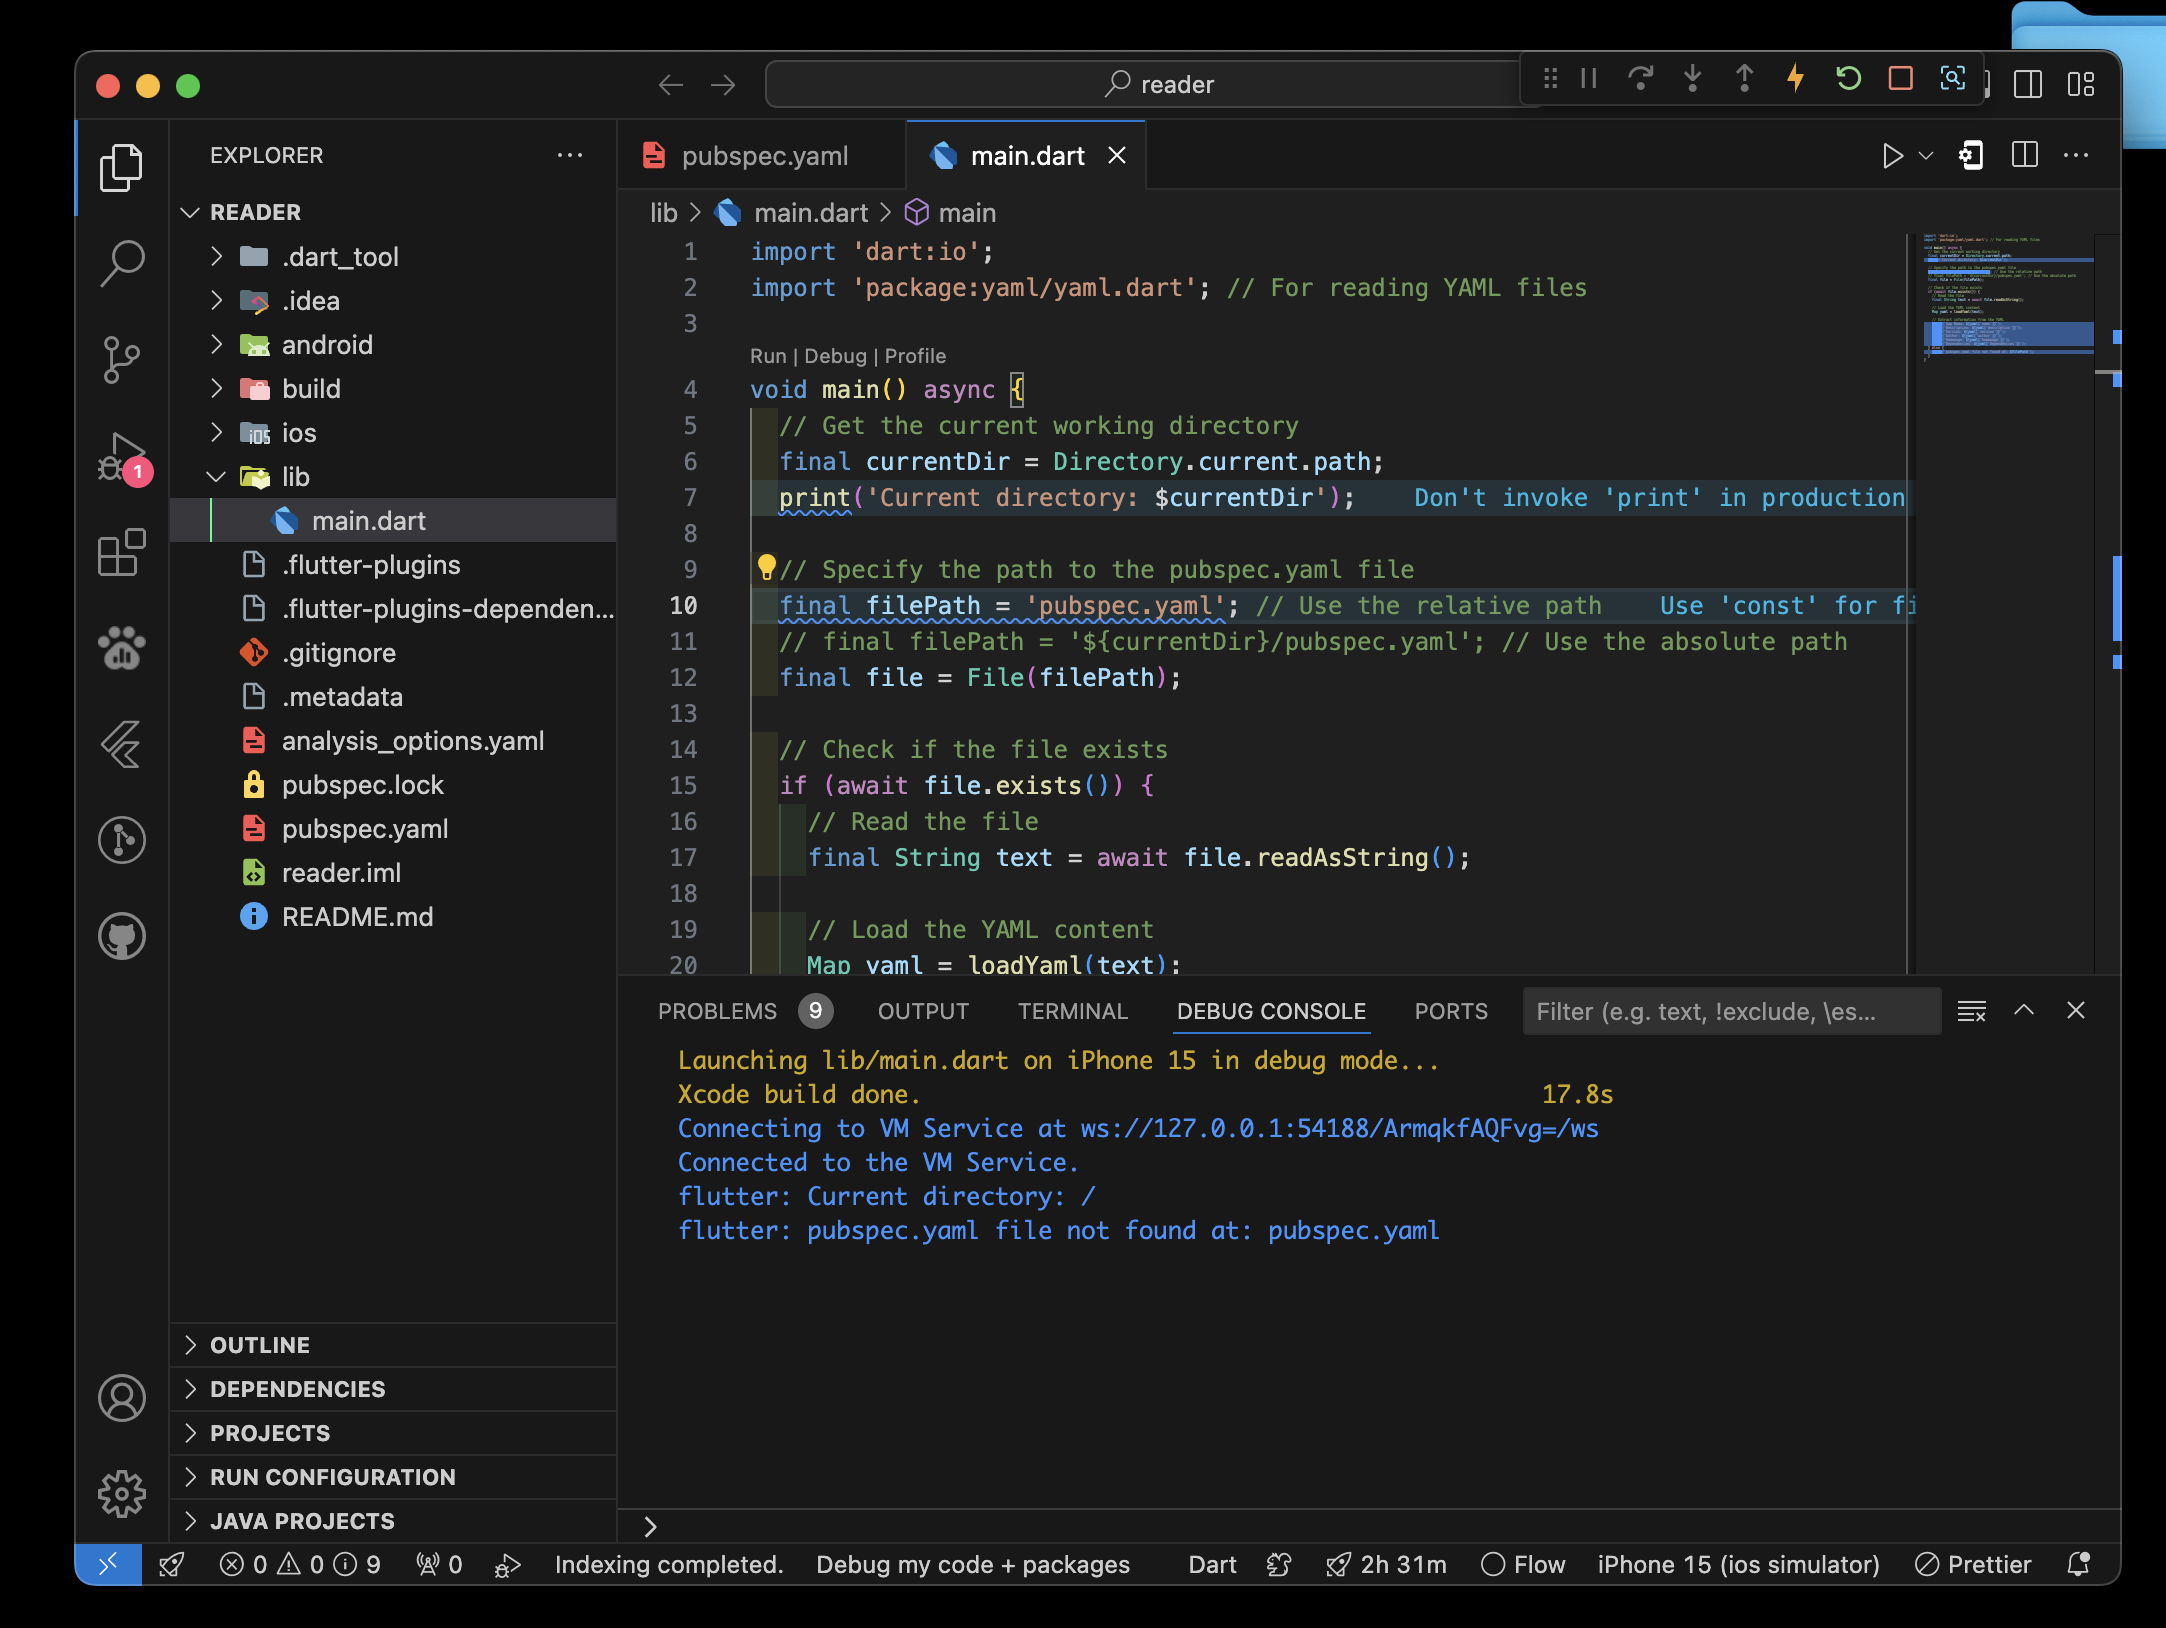 reader
EXPLORER
READER
.dart_tool
.idea
android
build
ios
lib
main.dart
.flutter-plugins
.flutter-plugins-dependen...
.gitignore
.metadata
analysis_options.yaml
pubspec.lock
pubspec.yaml
reader.iml
README.md
OUTLINE
DEPENDENCIES
PROJECTS
RUN CONFIGURATION
JAVA PROJECTS
1
pubspec.yaml
main.dart
lib > main.dart > main
1 import 'dart:io';
2 import 'package:yaml/yaml.dart'; // For reading YAML files
3
Run | Debug | Profile
4 void main() async {
5 // Get the current working directory
6 final currentDir = Directory.current.path;
7 print('Current directory: $currentDir'); Don't invoke 'print' in production
8
9 // Specify the path to the pubspec.yaml file
10 final filePath = 'pubspec.yaml'; // Use the relative path Use 'const' for fi
11 // final filePath = '${currentDir}/pubspec.yaml'; // Use the absolute path
12 final file = File(filePath);
13
14 // Check if the file exists
15 if (await file.exists()) {
16 // Read the file
17 final String text = await file.readAsString();
18
19 // Load the YAML content
20 Map yaml = loadYaml(text);
PROBLEMS 9 OUTPUT TERMINAL DEBUG CONSOLE PORTS Filter (e.g. text, !exclude, \es...
Launching lib/main.dart on iPhone 15 in debug mode...
Xcode build done. 17.8s
Connecting to VM Service at ws://127.0.0.1:54188/ArmqkfAQFvg=/ws
Connected to the VM Service.
flutter: Current directory: /
flutter: pubspec.yaml file not found at: pubspec.yaml
0 0 9 0 Indexing completed. Debug my code + packages Dart 2h 31m Flow iPhone 15 (ios simulator) Prettier